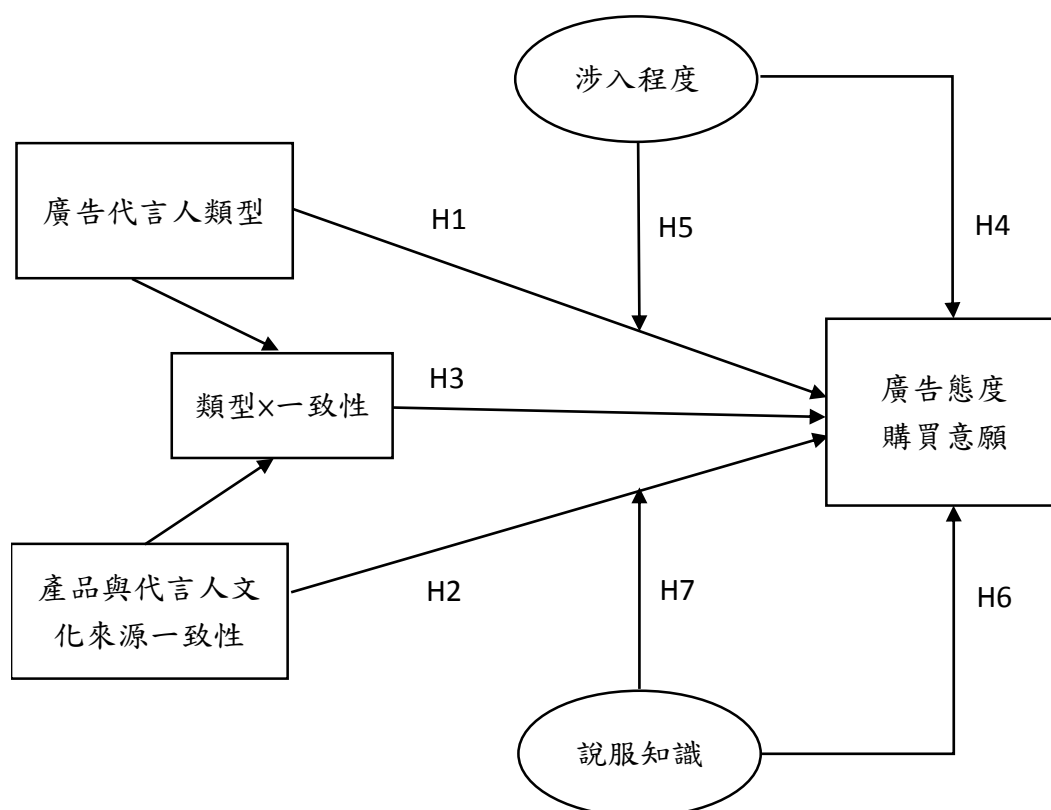 涉入程度
廣告代言人類型
H1
H5
H4
類型×一致性
H3
廣告態度
購買意願
產品與代言人文
化來源一致性
H2
H7
H6
說服知識